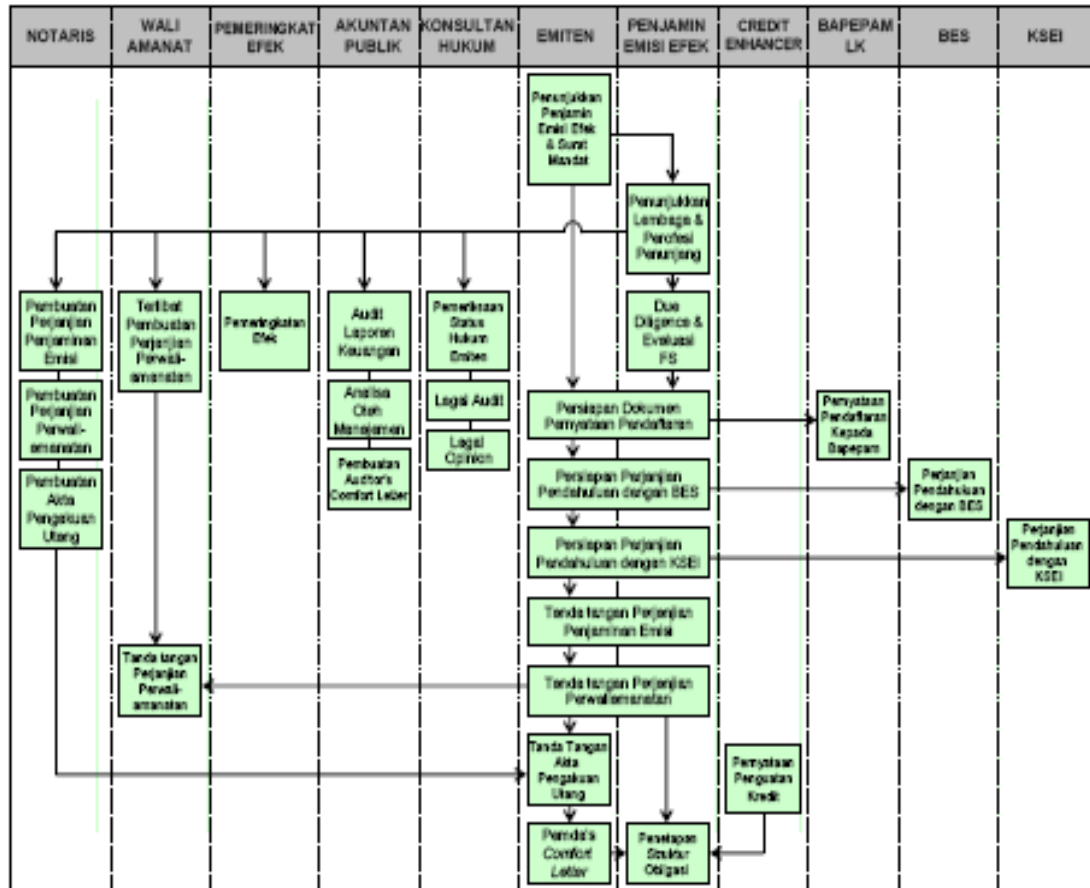 NOTARIS
WALI
AMANAT
PEMERINGKAT
EFEK
AKUNTAN
PUBLIK
KONSULTAN
HUKUM
EMITEN
PENJAMIN
EMISI EFEK
CREDIT
ENHANCER
BAPEPAM
LK
BES
KSEI
Penunjukkan
Penjamin
Emisi Efek
& Surat
Mandat
Penunjukkan
Lembaga &
Parofesi
Penunjang
Pembuatan
Perjanjian
Penjaminan
Emisi
Terlibat
Pembuatan
Perjanjian
Perwali-
amanatan
Pemeringkatan
Efek
Audit
Laporan
Keuangan
Pemeriksaan
Status
Hukum
Emiten
Due
Diligence &
Evaluasi
FS
Pembuatan
Perjanjian
Perwali-
amanatan
Analisa
Oleh
Manajemen
Legal Audit
Persiapan Dokumen
Pernyataan Pendaftaran
Pernyataan
Pendaftaran
Kepada
Bapepam
Legal
Opinion
Pembuatan
Auditor's
Comfort Letter
Pembuatan
Akta
Pengakuan
Utang
Persiapan Perjanjian
Pendahuluan dengan BES
Perjanjian
Pendahuluan
dengan BES
Persiapan Perjanjian
Pendahuluan dengan KSEI
Perjanjian
Pendahuluan
dengan
KSEI
Tanda tangan Perjanjian
Penjaminan Emisi
Tanda tangan
Perjanjian
Perwali-
amanatan
Tanda tangan Perjanjian
Perwaliamanatan
Tanda Tangan
Akta
Pengakuan
Utang
Pernyataan
Penguatan
Kredit
Pemda's
Comfort
Letter
Penetapan
Struktur
Obligasi